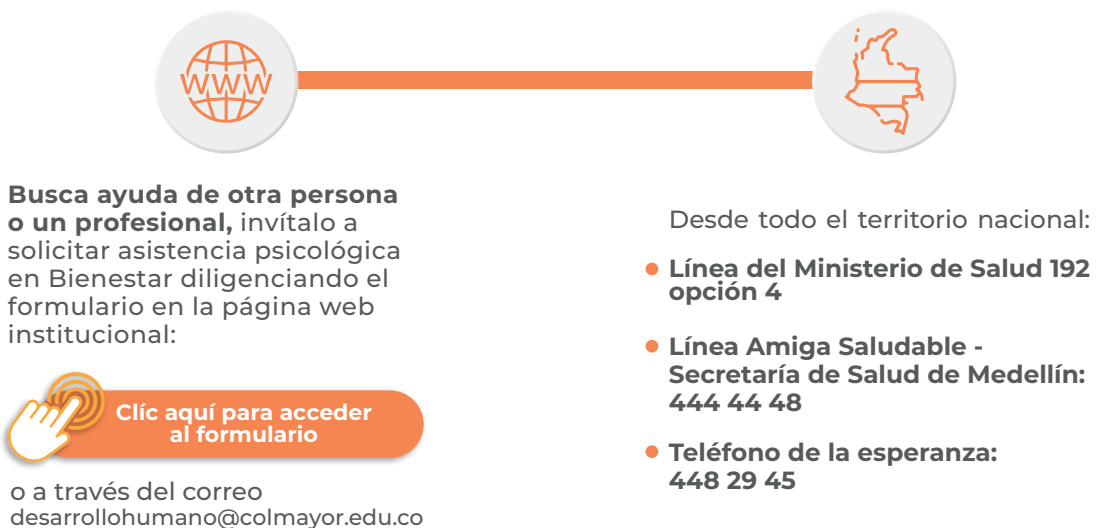 WWW
Busca ayuda de otra persona
o un profesional, invítalo a
solicitar asistencia psicológica
en Bienestar diligenciando el
formulario en la página web
institucional:
Clíc aquí para acceder
al formulario
o a través del correo
desarrollohumano@colmayor.edu.co
Desde todo el territorio nacional:
Línea del Ministerio de Salud 192
opción 4
Línea Amiga Saludable -
Secretaría de Salud de Medellín:
444 44 48
Teléfono de la esperanza:
448 29 45